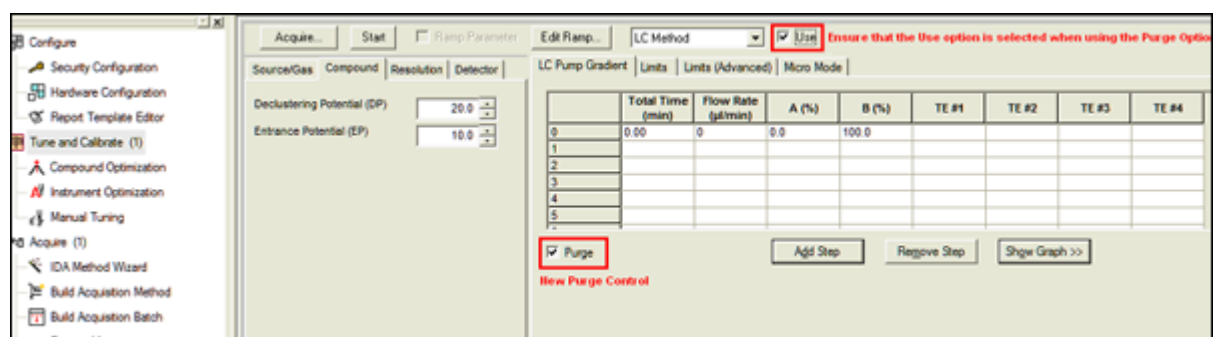 Configure
Security Configuration
Hardware Configuration
Report Template Editor
Tune and Calibrate (1)
Compound Optimization
Instrument Optimization
Manual Tuning
Acquire (1)
IDA Method Wizard
Build Acquisition Method
Build Acquisition Batch
Acquire... Start Ramp Parameter Edit Ramp... LC Method Use Ensure that the Use option is selected when using the Purge Optio
Source/Gas Compound Resolution Detector
Declustering Potential (DP) 20.0
Entrance Potential (EP) 10.0
LC Pump Gradient Limits Limits (Advanced) Micro Mode
Total Time (min) Flow Rate (µl/min) A (%) B (%) TE #1 TE #2 TE #3 TE #4
0 0.00 0 0.0 100.0
1
2
3
4
5
Purge Add Step Remove Step Show Graph >>
New Purge Control